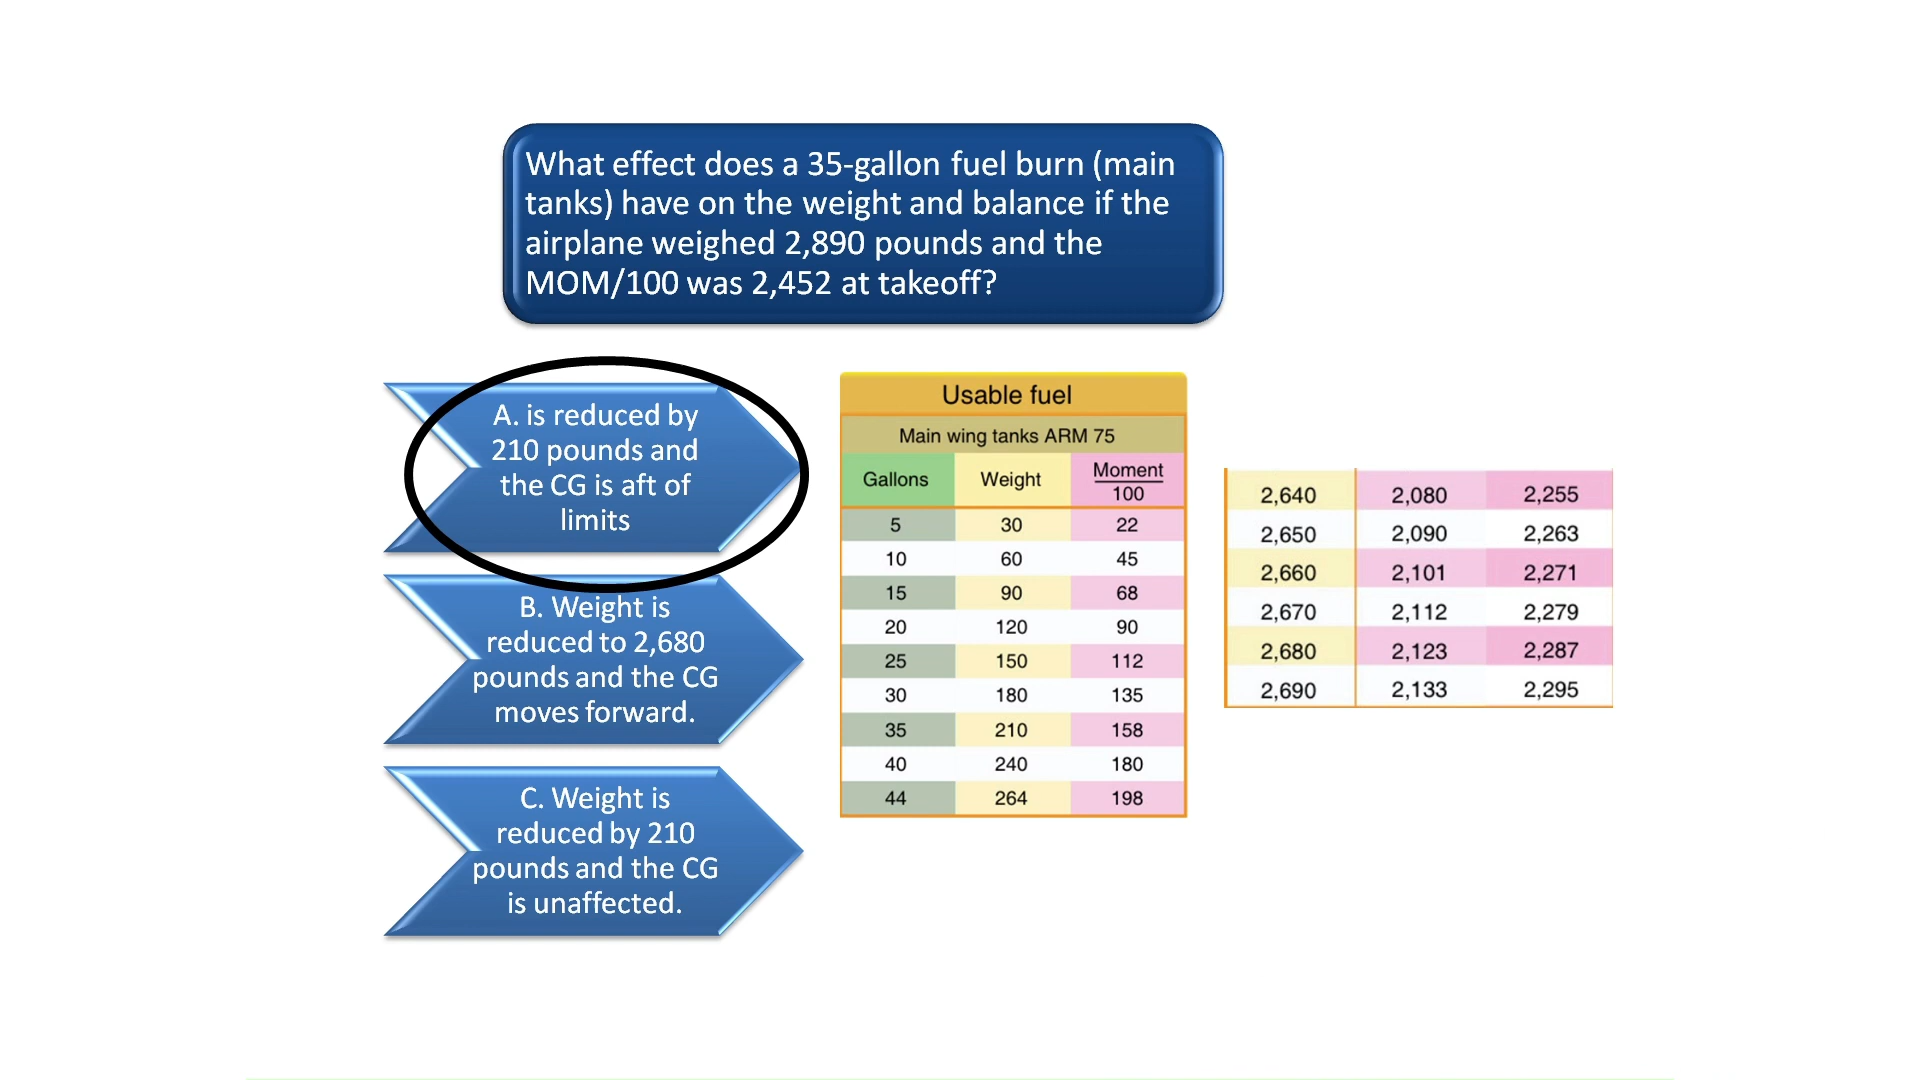 What effect does a 35-gallon fuel burn (main
tanks) have on the weight and balance if the
airplane weighed 2,890 pounds and the
MOM/100 was 2,452 at takeoff?
A. is reduced by
210 pounds and
the CG is aft of
limits
B. Weight is
reduced to 2,680
pounds and the CG
moves forward.
C. Weight is
reduced by 210
pounds and the CG
is unaffected.
Usable fuel
Main wing tanks ARM 75
Gallons Weight Moment
100
5 30 22
10 60 45
15 90 68
20 120 90
25 150 112
30 180 135
35 210 158
40 240 180
44 264 198
2,640 2,080 2,255
2,650 2,090 2,263
2,660 2,101 2,271
2,670 2,112 2,279
2,680 2,123 2,287
2,690 2,133 2,295